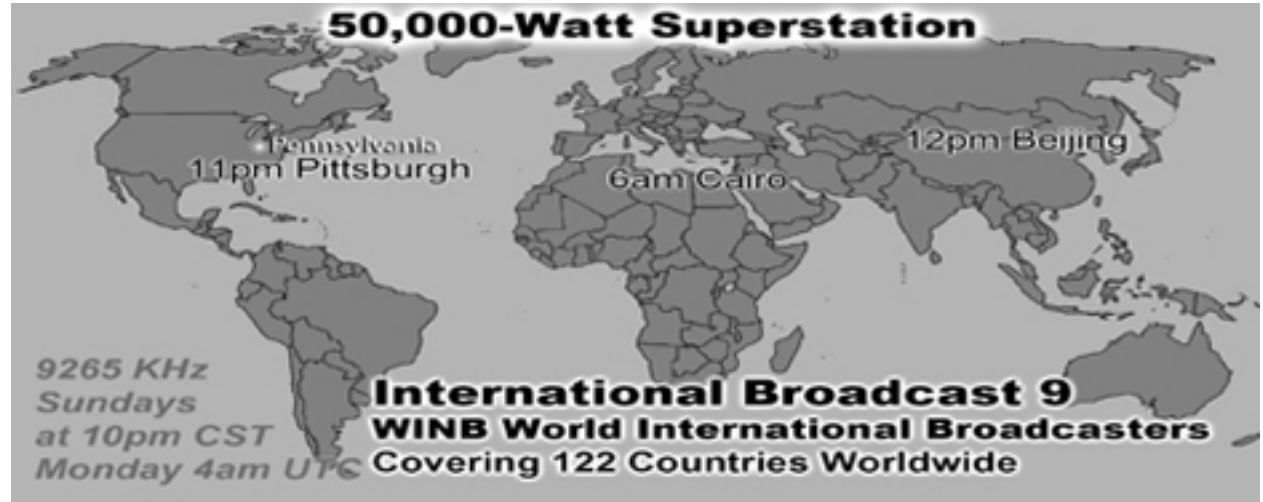 50,000-Watt Superstation
Pennsylvania
11pm Pittsburgh
6am Cairo
12pm Beijing
9265 KHz
Sundays
at 10pm CST
Monday 4am UTC
International Broadcast 9
WINB World International Broadcasters
Covering 122 Countries Worldwide